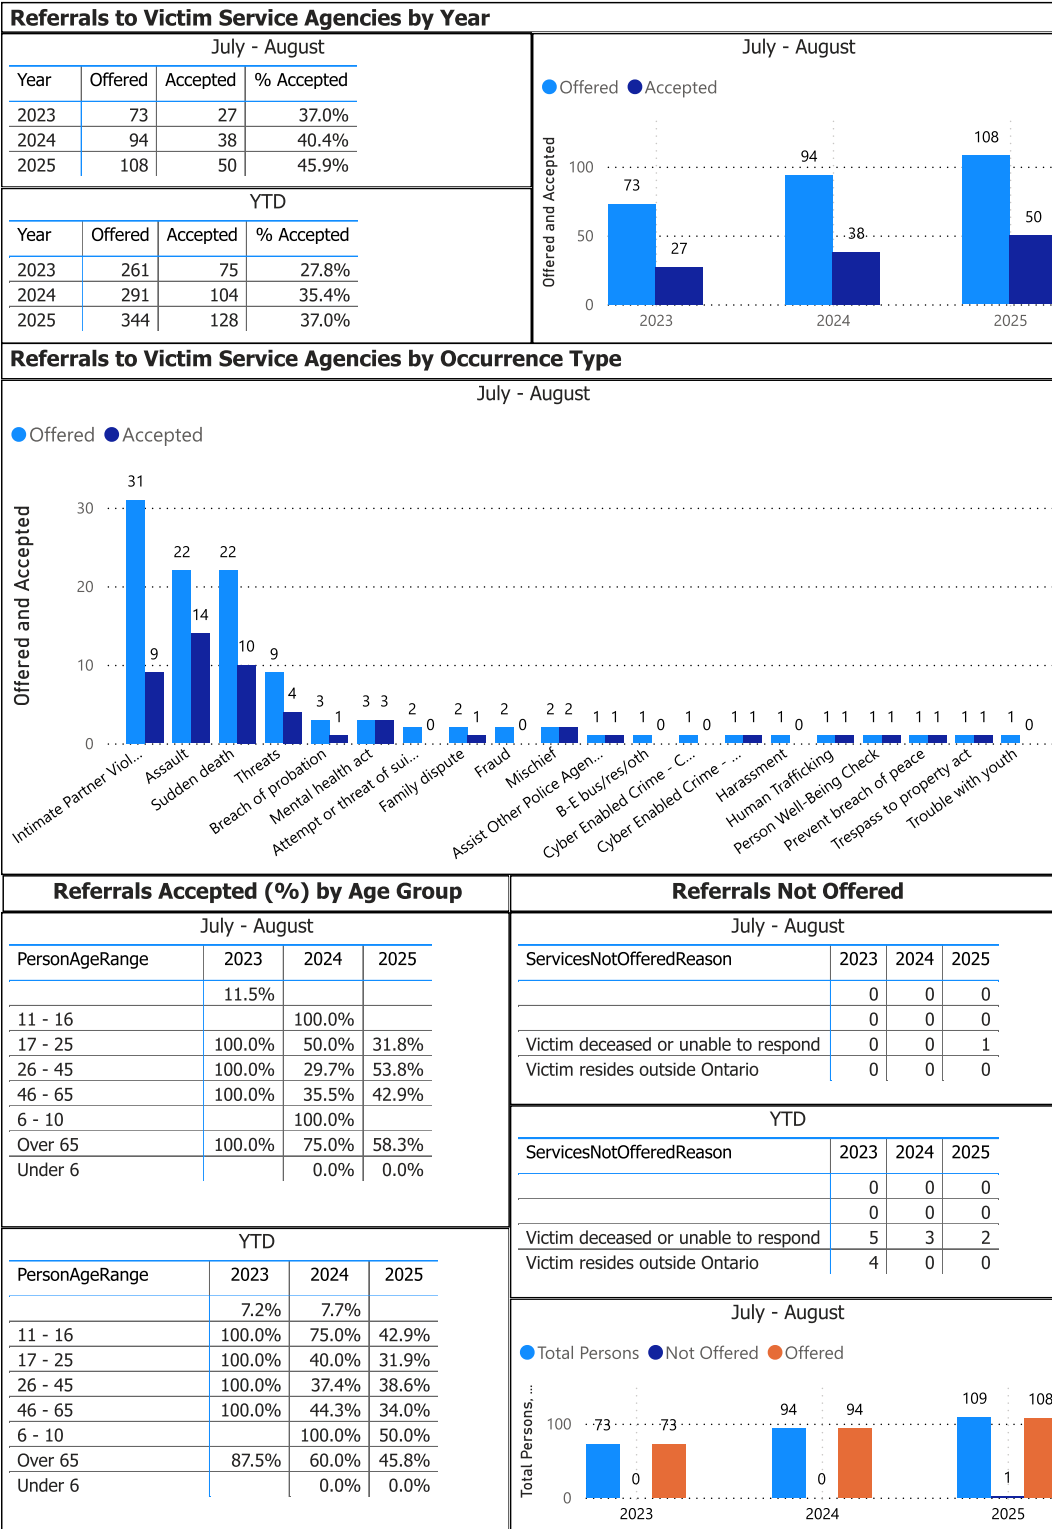 Referrals to Victim Service Agencies by Year
July - August
Year Offered Accepted % Accepted
2023 73 27 37.0%
2024 94 38 40.4%
2025 108 50 45.9%
YTD
Year Offered Accepted % Accepted
2023 261 75 27.8%
2024 291 104 35.4%
2025 344 128 37.0%
July - August
Offered Accepted
Offered and Accepted
100
50
0
73 27
94 38
108 50
2023 2024 2025
Referrals to Victim Service Agencies by Occurrence Type
July - August
Offered Accepted
Offered and Accepted
30
20
10
0
31 9
22 14
22 10
9 4
3 1
3 3
2 0
2 1
2 0
2 2
1 1
1 0
1 0
1 1
1 0
1 1
1 1
1 1
1 1
1 0
Intimate Partner Viol...
Assault
Sudden death
Threats
Breach of probation
Mental health act
Attempt or threat of sui...
Family dispute
Fraud
Mischief
Assist Other Police Agen...
B-E bus/res/oth
Cyber Enabled Crime - C...
Cyber Enabled Crime - ...
Harassment
Human Trafficking
Person Well-Being Check
Prevent breach of peace
Trespass to property act
Trouble with youth
Referrals Accepted (%) by Age Group
July - August
PersonAgeRange 2023 2024 2025
11.5%
11 - 16 100.0%
17 - 25 100.0% 50.0% 31.8%
26 - 45 100.0% 29.7% 53.8%
46 - 65 100.0% 35.5% 42.9%
6 - 10 100.0%
Over 65 100.0% 75.0% 58.3%
Under 6 0.0% 0.0%
YTD
PersonAgeRange 2023 2024 2025
7.2% 7.7%
11 - 16 100.0% 75.0% 42.9%
17 - 25 100.0% 40.0% 31.9%
26 - 45 100.0% 37.4% 38.6%
46 - 65 100.0% 44.3% 34.0%
6 - 10 100.0% 50.0%
Over 65 87.5% 60.0% 45.8%
Under 6 0.0% 0.0%
Referrals Not Offered
July - August
ServicesNotOfferedReason 2023 2024 2025
0 0 0
0 0 0
Victim deceased or unable to respond 0 0 1
Victim resides outside Ontario 0 0 0
YTD
ServicesNotOfferedReason 2023 2024 2025
0 0 0
0 0 0
Victim deceased or unable to respond 5 3 2
Victim resides outside Ontario 4 0 0
July - August
Total Persons Not Offered Offered
Total Persons, ...
100
0
73 0 73
94 0 94
109 1 108
2023 2024 2025